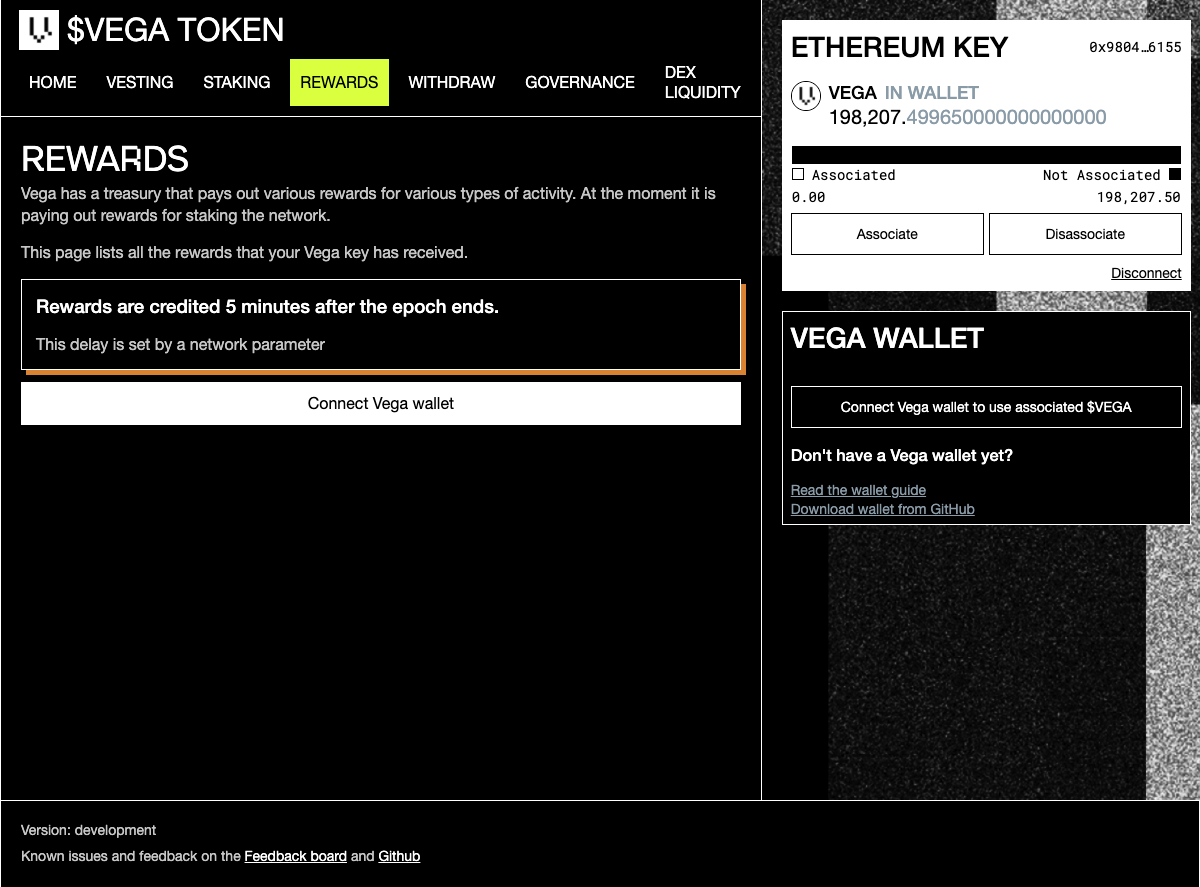 $VEGA TOKEN
HOME VESTING STAKING REWARDS WITHDRAW GOVERNANCE DEX LIQUIDITY
REWARDS
Vega has a treasury that pays out various rewards for various types of activity. At the moment it is
paying out rewards for staking the network.
This page lists all the rewards that your Vega key has received.
Rewards are credited 5 minutes after the epoch ends.
This delay is set by a network parameter
Connect Vega wallet
ETHEREUM KEY 0x9804…6155
VEGA IN WALLET
198,207.499650000000000000
Associated Not Associated
0.00 198,207.50
Associate Disassociate
Disconnect
VEGA WALLET
Connect Vega wallet to use associated $VEGA
Don't have a Vega wallet yet?
Read the wallet guide
Download wallet from GitHub
Version: development
Known issues and feedback on the Feedback board and Github